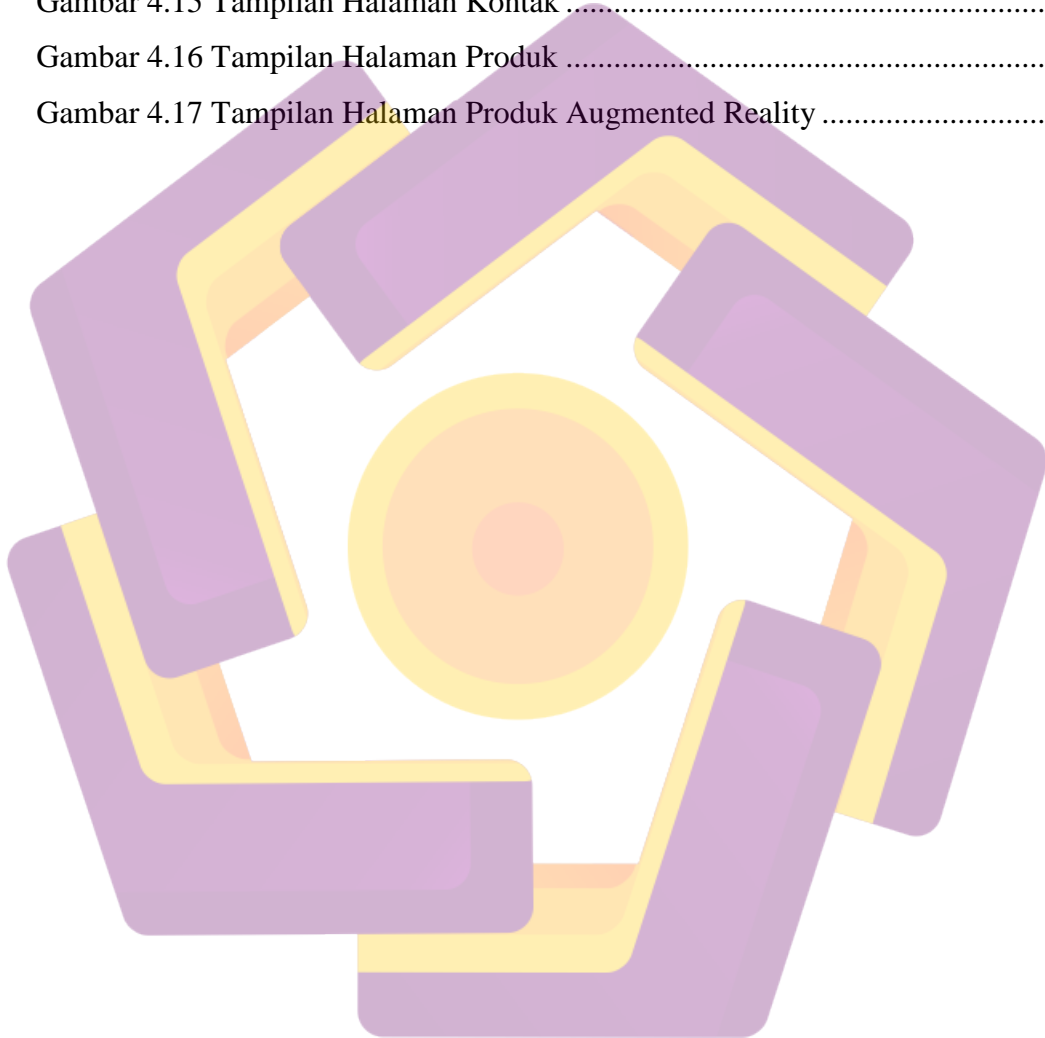 Gambar 4.15 Tampilan Halaman Kontak ..........................................................
Gambar 4.16 Tampilan Halaman Produk ..........................................................
Gambar 4.17 Tampilan Halaman Produk Augmented Reality ...........................